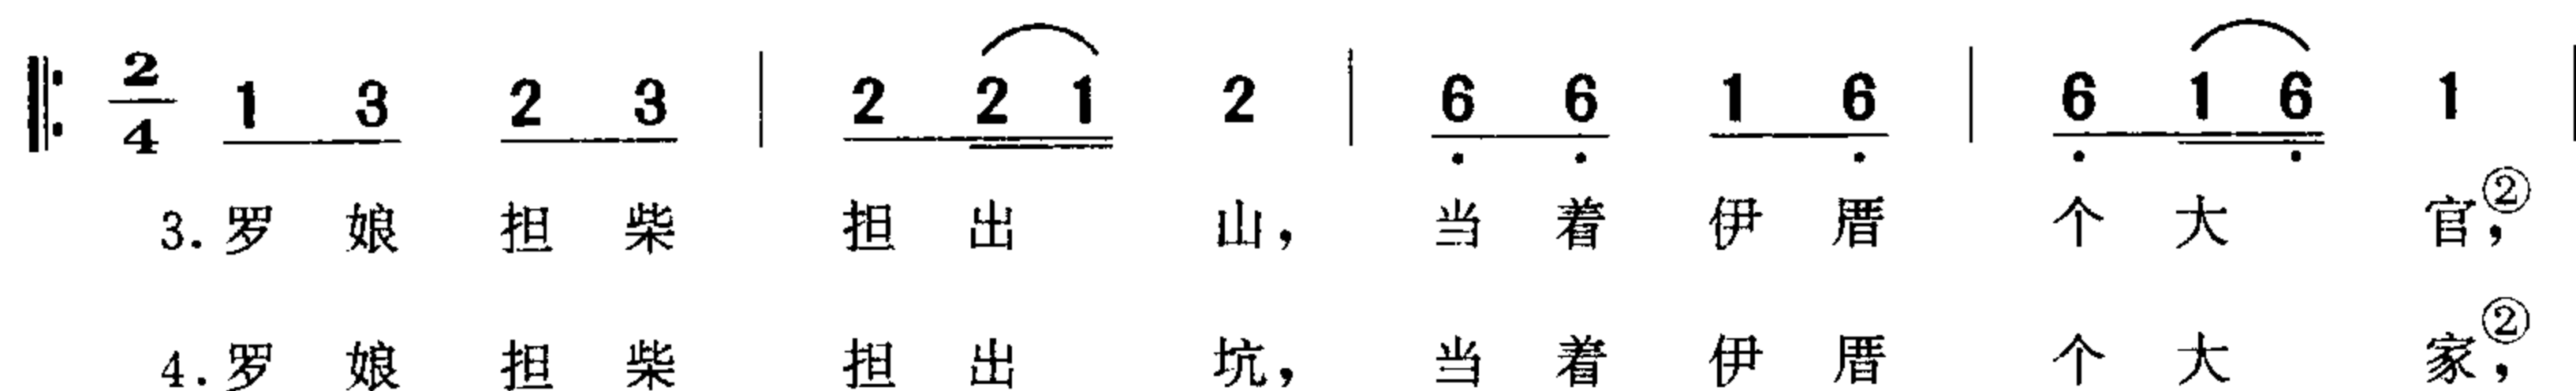 2/4 1 3 2 3 | 2 2 1 2 | 6 6 1 6 | 6 1 6 1 |
3. 罗娘担柴担出山，当着伊厝个大官②，
4. 罗娘担柴担出坑，当着伊厝个大家②，